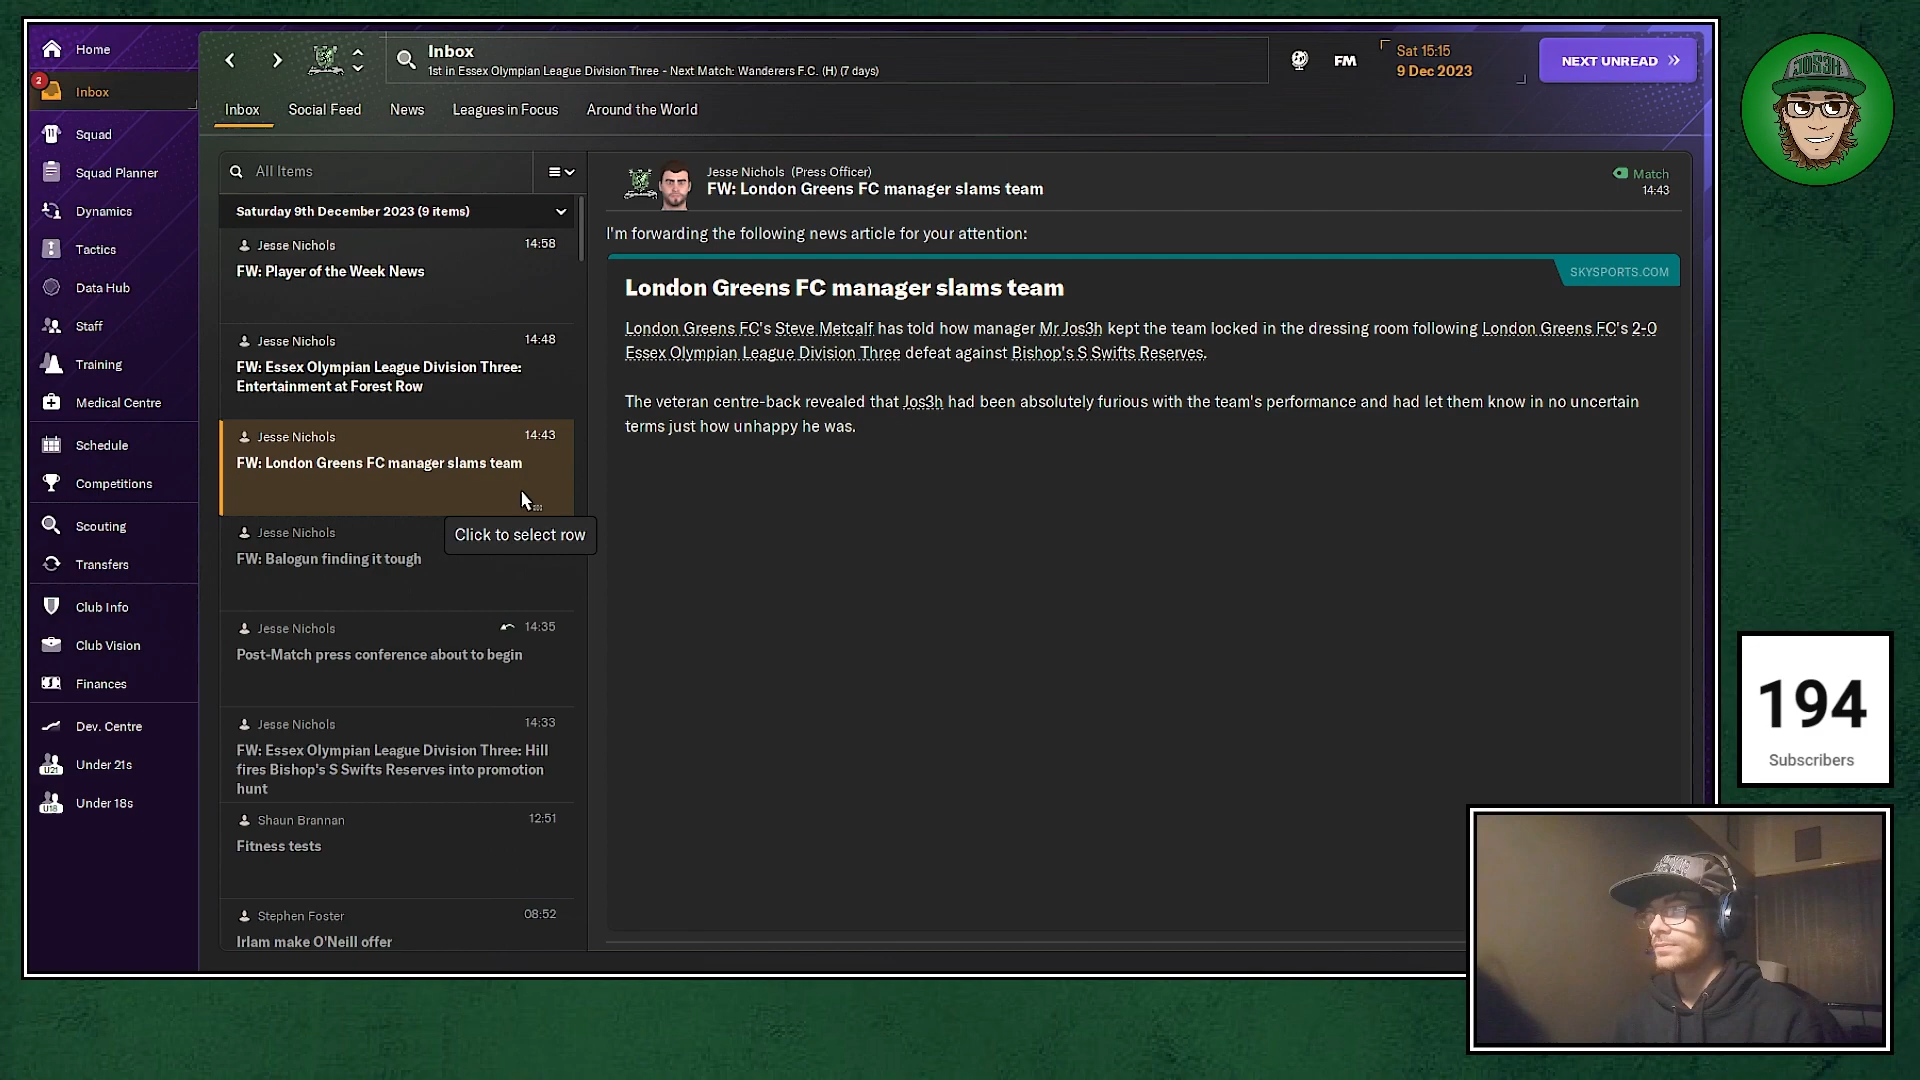 Home
2
Inbox
Squad
Squad Planner
Dynamics
Tactics
Data Hub
Staff
Training
Medical Centre
Schedule
Competitions
Scouting
Transfers
Club Info
Club Vision
Finances
Dev. Centre
U21
Under 21s
U18
Under 18s
Inbox
1st in Essex Olympian League Division Three - Next Match: Wanderers F.C. (H) (7 days)
FM
Sat 15:15
9 Dec 2023
NEXT UNREAD
Inbox
Social Feed
News
Leagues in Focus
Around the World
All Items
Saturday 9th December 2023 (9 items)
Jesse Nichols 14:58
FW: Player of the Week News
Jesse Nichols 14:48
FW: Essex Olympian League Division Three:
Entertainment at Forest Row
Jesse Nichols 14:43
FW: London Greens FC manager slams team
Click to select row
Jesse Nichols
FW: Balogun finding it tough
Jesse Nichols 14:35
Post-Match press conference about to begin
Jesse Nichols 14:33
FW: Essex Olympian League Division Three: Hill
fires Bishop's S Swifts Reserves into promotion
hunt
Shaun Brannan 12:51
Fitness tests
Stephen Foster 08:52
Irlam make O'Neill offer
Jesse Nichols (Press Officer)
FW: London Greens FC manager slams team
Match
14:43
I'm forwarding the following news article for your attention:
SKYSPORTS.COM
London Greens FC manager slams team
London Greens FC's Steve Metcalf has told how manager Mr Jos3h kept the team locked in the dressing room following London Greens FC's 2-0
Essex Olympian League Division Three defeat against Bishop's S Swifts Reserves.
The veteran centre-back revealed that Jos3h had been absolutely furious with the team's performance and had let them know in no uncertain
terms just how unhappy he was.
JOS3H
194
Subscribers